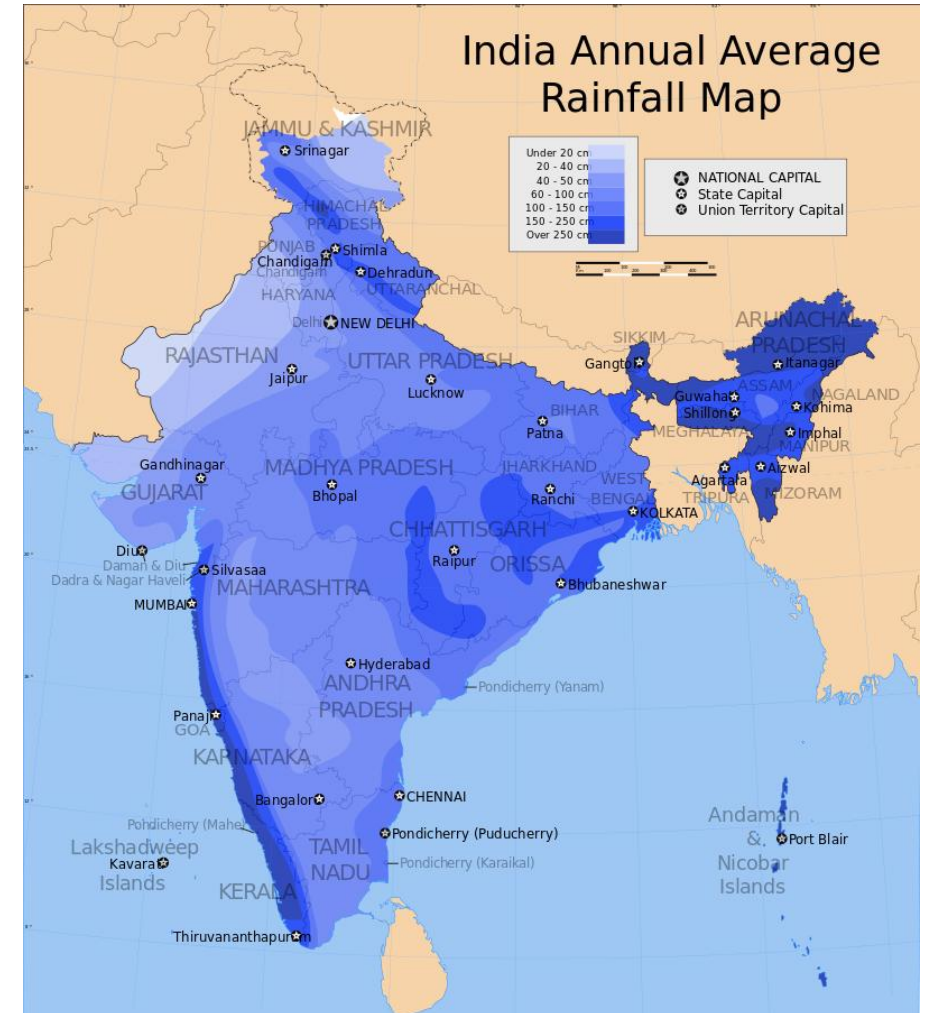 India Annual Average
Rainfall Map
Under 20 cm
20 - 40 cm
40 - 50 cm
60 - 100 cm
100 - 150 cm
150 - 250 cm
Over 250 cm
NATIONAL CAPITAL
State Capital
Union Territory Capital
JAMMU & KASHMIR
Srinagar
HIMACHAL
PRADESH
PUNJAB
Shimla
Chandigarh
Chandigarh
Dehradun
UTTARANCHAL
HARYANA
Delhi
NEW DELHI
RAJASTHAN
Jaipur
UTTAR PRADESH
Lucknow
SIKKIM
Gangtok
ARUNACHAL
PRADESH
Itanagar
ASSAM
NAGALAND
Guwaha
Shillong
Kohima
MEGHALAYA
Imphal
MANIPUR
BIHAR
Patna
Agartala
Aizwal
TRIPURA
MIZORAM
Gandhinagar
GUJARAT
MADHYA PRADESH
Bhopal
JHARKHAND
Ranchi
WEST
BENGAL
KOLKATA
CHHATTISGARH
Raipur
ORISSA
Bhubaneshwar
Diu
Daman & Diu
Dadra & Nagar Haveli
Silvasaa
MAHARASHTRA
MUMBAI
Hyderabad
ANDHRA
PRADESH
Pondicherry (Yanam)
Panaji
GOA
KARNATAKA
Bangalor
CHENNAI
Pondicherry (Mahe)
Pondicherry (Puducherry)
Lakshadweep
Islands
Kavara
TAMIL
NADU
Pondicherry (Karaikal)
KERALA
Thiruvananthapuram
Andaman
&
Nicobar
Islands
Port Blair